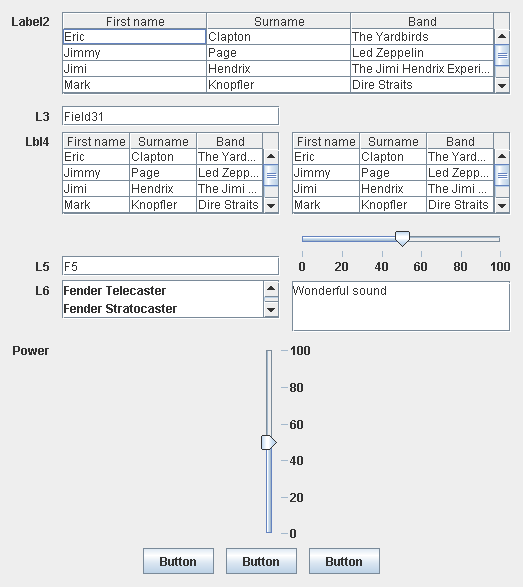 Label2 First name Surname Band
Eric Clapton The Yardbirds
Jimmy Page Led Zeppelin
Jimi Hendrix The Jimi Hendrix Experi...
Mark Knopfler Dire Straits
L3 Field31
Lbl4 First name Surname Band First name Surname Band
Eric Clapton The Yard... Eric Clapton The Yard...
Jimmy Page Led Zepp... Jimmy Page Led Zepp...
Jimi Hendrix The Jimi ... Jimi Hendrix The Jimi ...
Mark Knopfler Dire Straits Mark Knopfler Dire Straits
L5 F5 0 20 40 60 80 100
L6 Fender Telecaster Wonderful sound
Fender Stratocaster
Power 100
80
60
40
20
0
Button Button Button